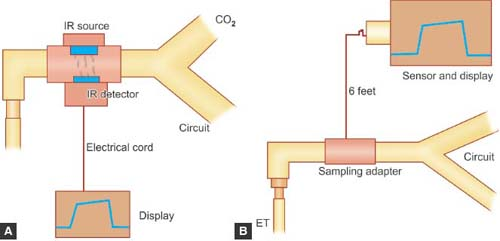 IR source
CO2
IR detector
Circuit
Electrical cord
Display
A
Sensor and display
6 feet
Circuit
Sampling adapter
ET
B